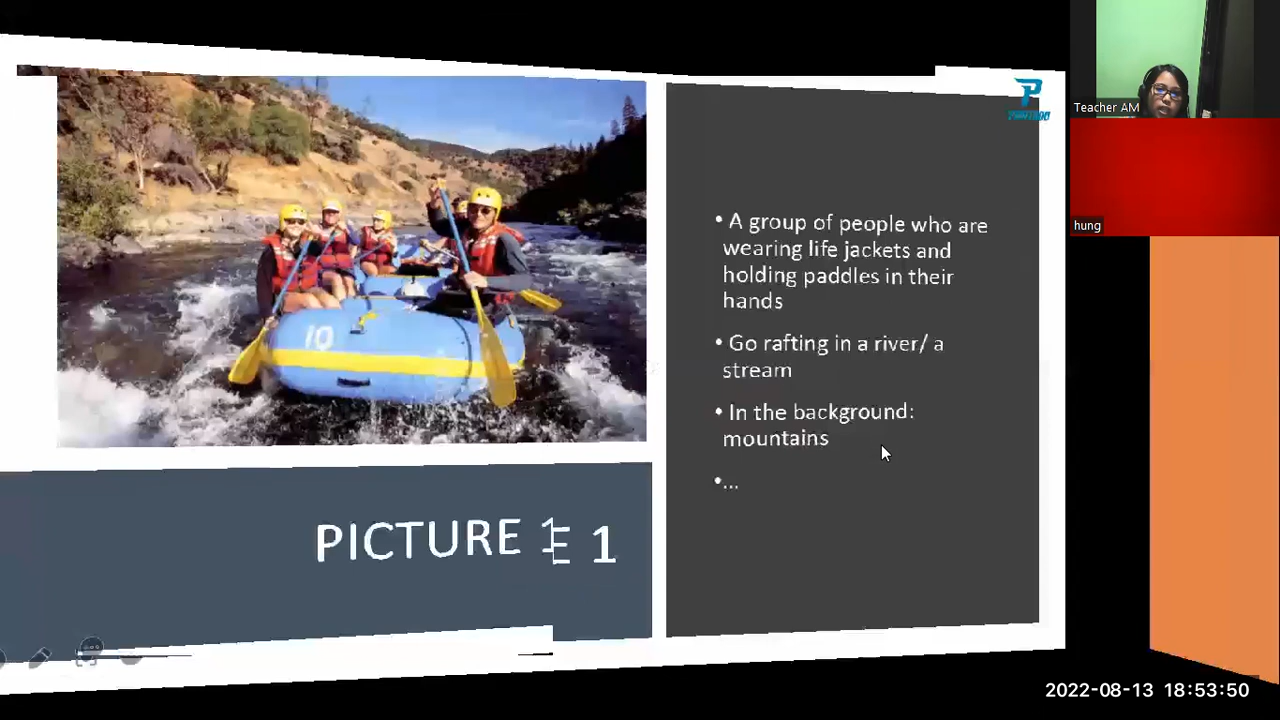 Teacher AM
hung
10
• A group of people who are
wearing life jackets and
holding paddles in their
hands
• Go rafting in a river/ a
stream
• In the background:
mountains
•...
PICTURE 1
2022-08-13 18:53:50